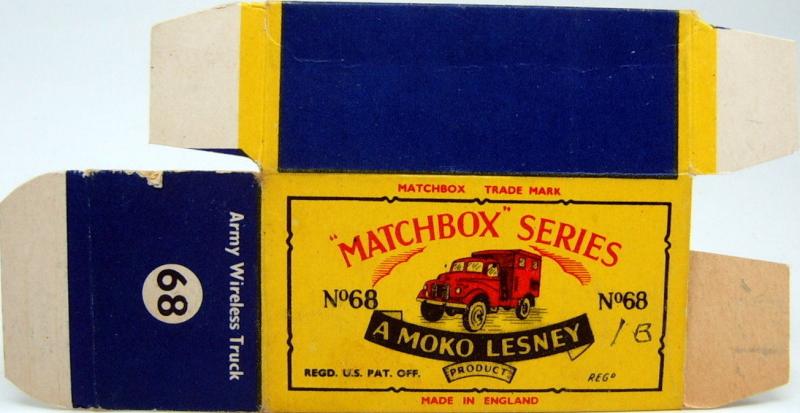 MATCHBOX TRADE MARK
"MATCHBOX" SERIES
Nº68
Nº68
A MOKO LESNEY
PRODUCT
REGD. U.S. PAT. OFF.
REGᴰ
MADE IN ENGLAND
1 B
Army Wireless Truck
68